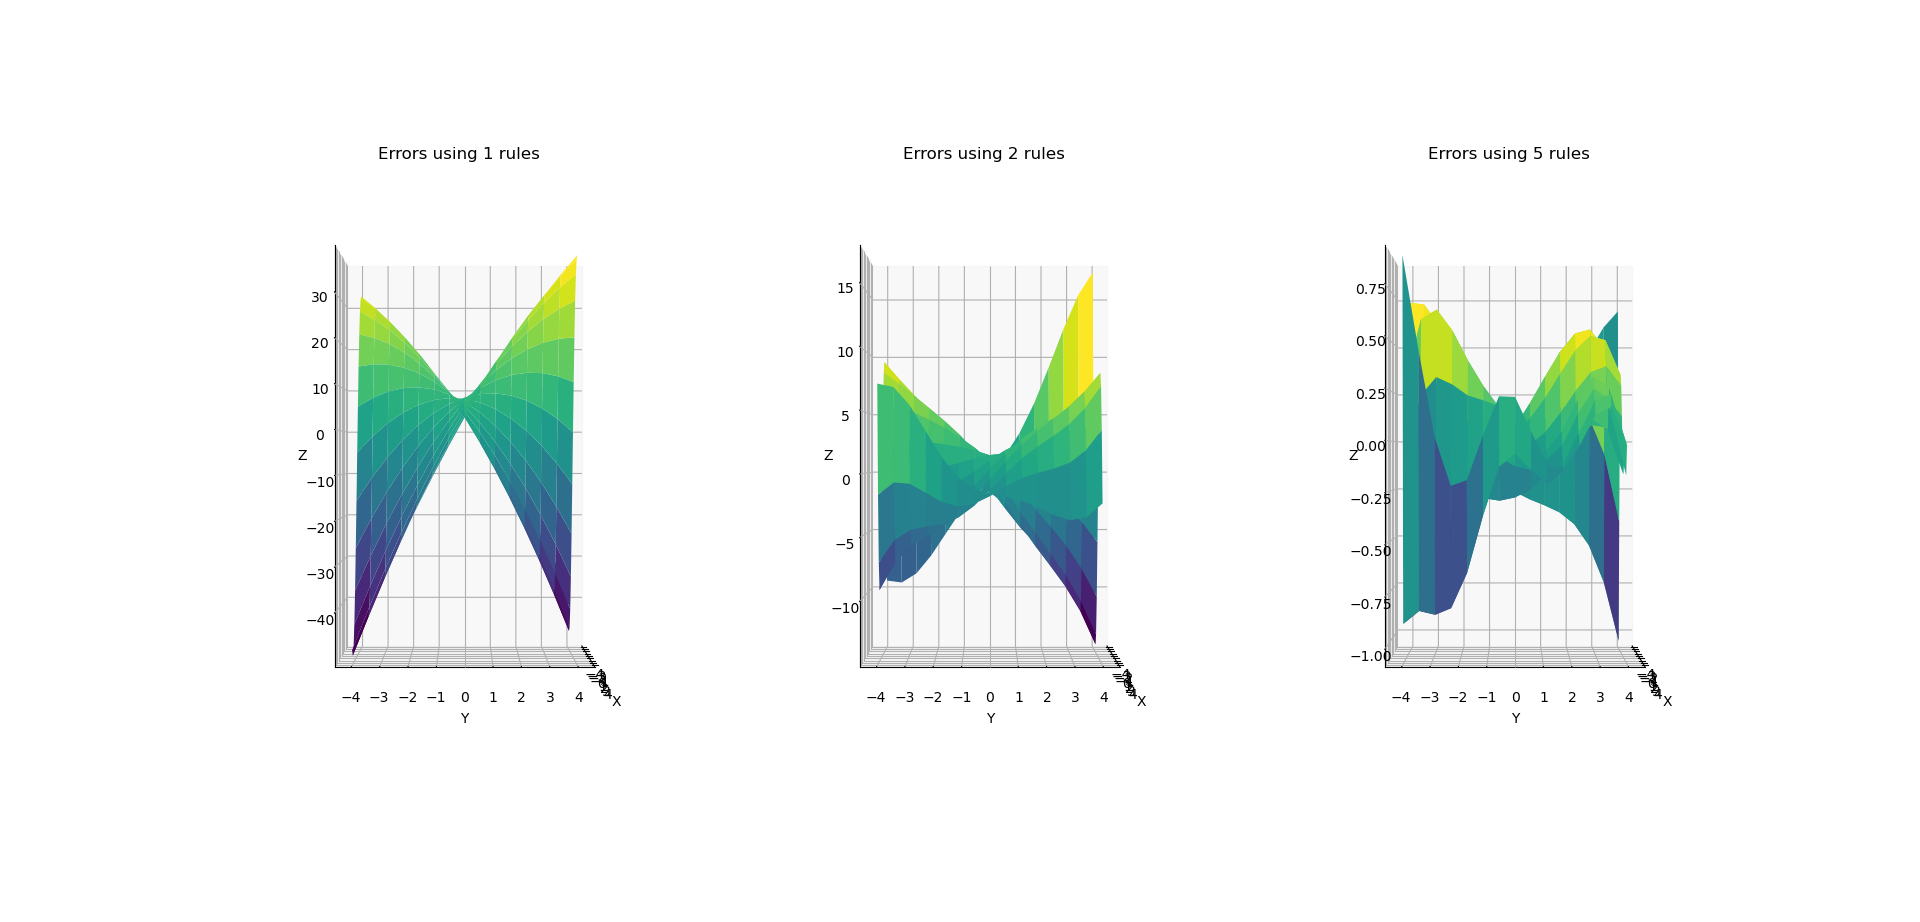 Errors using 1 rules
Errors using 2 rules
Errors using 5 rules
30
20
10
0
−10
−20
−30
−40
Z
−4 −3 −2 −1 0 1 2 3 4
Y
X
15
10
5
0
−5
−10
Z
−4 −3 −2 −1 0 1 2 3 4
Y
X
0.75
0.50
0.25
0.00
−0.25
−0.50
−0.75
−1.00
Z
−4 −3 −2 −1 0 1 2 3 4
Y
X